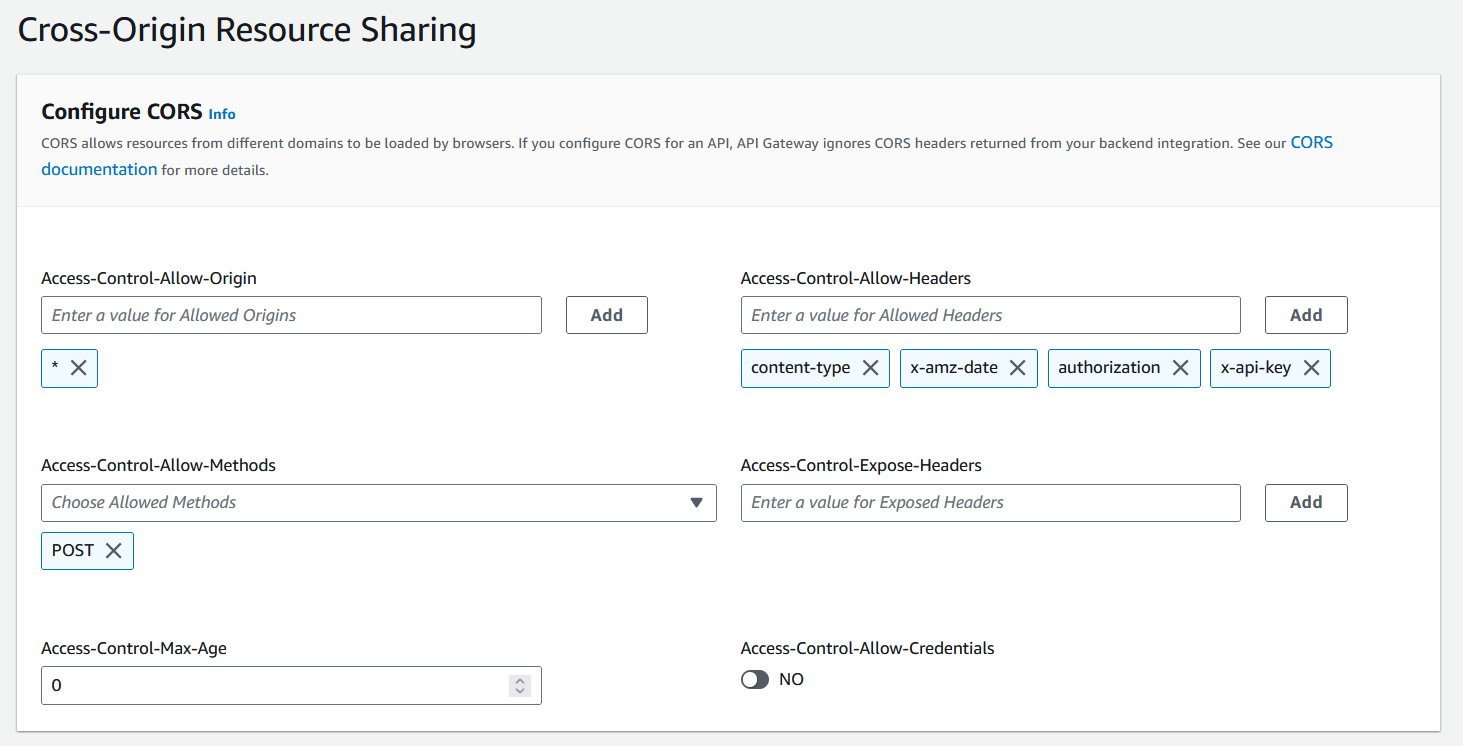 Cross-Origin Resource Sharing
Configure CORS Info
CORS allows resources from different domains to be loaded by browsers. If you configure CORS for an API, API Gateway ignores CORS headers returned from your backend integration. See our CORS
documentation for more details.
Access-Control-Allow-Origin
Enter a value for Allowed Origins
Add
*
Access-Control-Allow-Headers
Enter a value for Allowed Headers
Add
content-type x-amz-date authorization x-api-key
Access-Control-Allow-Methods
Choose Allowed Methods
POST
Access-Control-Expose-Headers
Enter a value for Exposed Headers
Add
Access-Control-Max-Age
0
Access-Control-Allow-Credentials
NO